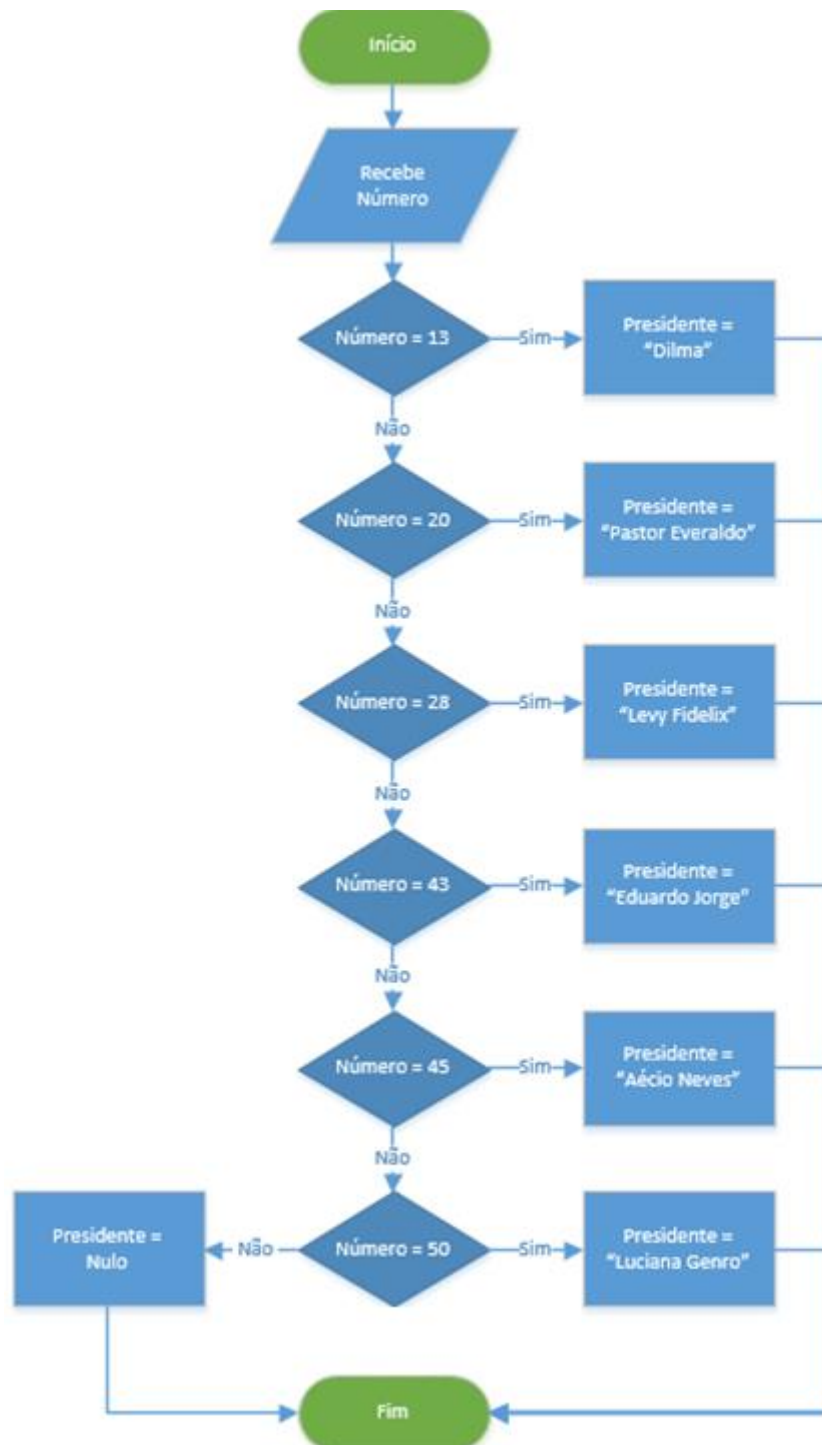 Início
Recebe
Número
Número = 13
Sim
Presidente =
“Dilma”
Não
Número = 20
Sim
Presidente =
“Pastor Everaldo”
Não
Número = 28
Sim
Presidente =
“Levy Fidelix”
Não
Número = 43
Sim
Presidente =
“Eduardo Jorge”
Não
Número = 45
Sim
Presidente =
“Aécio Neves”
Não
Presidente =
Nulo
Não
Número = 50
Sim
Presidente =
“Luciana Genro”
Fim